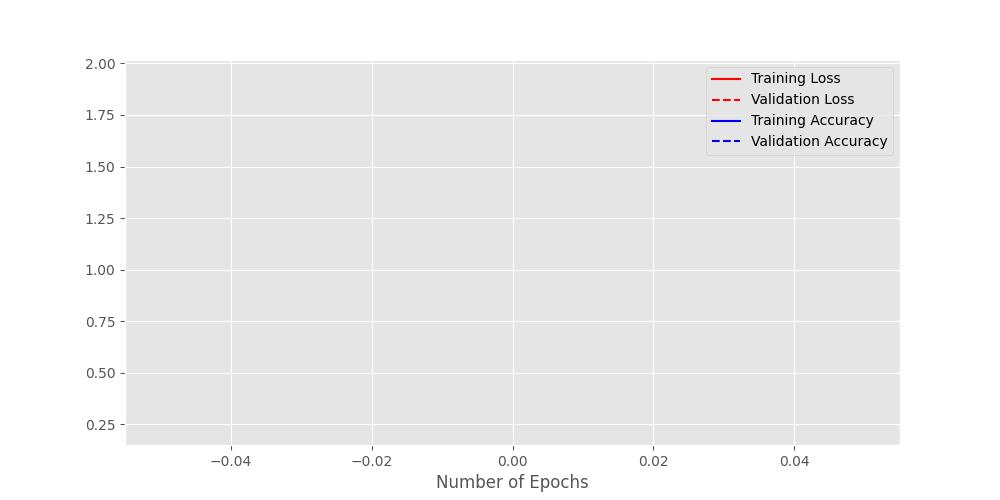 2.00
1.75
1.50
1.25
1.00
0.75
0.50
0.25
Training Loss
Validation Loss
Training Accuracy
Validation Accuracy
−0.04 −0.02 0.00 0.02 0.04
Number of Epochs